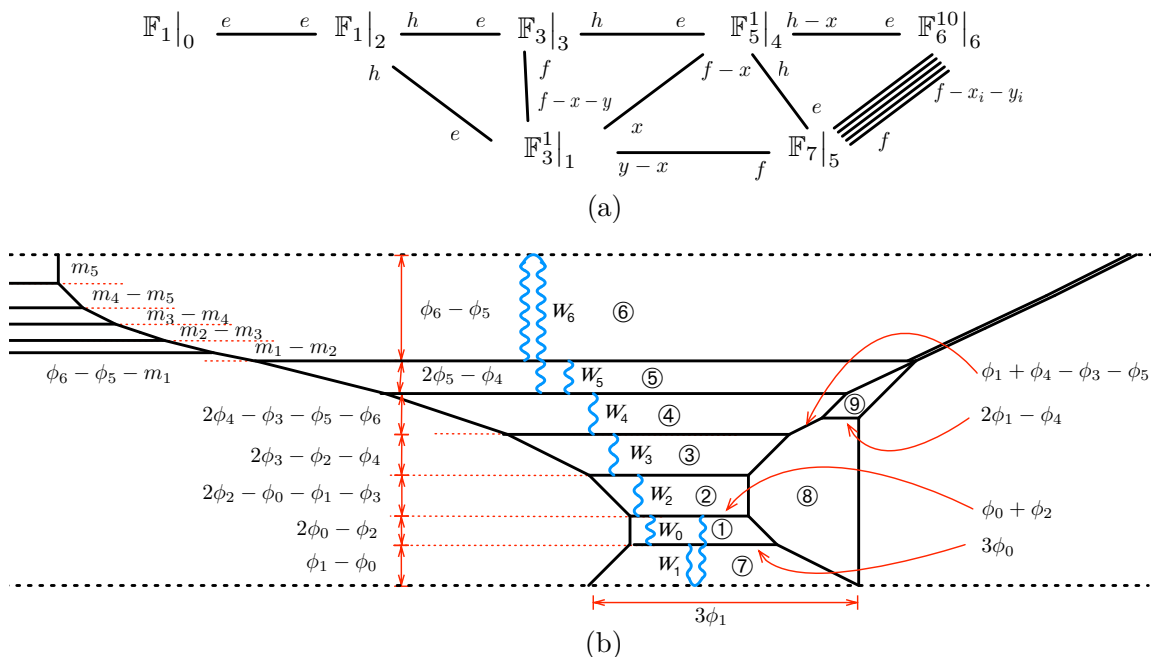 𝔽₁|₀ e e 𝔽₁|₂ h e 𝔽₃|₃ h e 𝔽₅¹|₄ h − x e 𝔽₆¹⁰|₆
h f f − x h
f − x − y f − x_i − y_i
e x e f
𝔽₃¹|₁ y − x f 𝔽₇|₅
(a)
m₅
m₄ − m₅
m₃ − m₄
m₂ − m₃
m₁ − m₂
φ₆ − φ₅ − m₁
φ₆ − φ₅ W₆ ⑥
2φ₅ − φ₄ W₅ ⑤
φ₁ + φ₄ − φ₃ − φ₅
2φ₄ − φ₃ − φ₅ − φ₆ W₄ ④ ⑨ 2φ₁ − φ₄
2φ₃ − φ₂ − φ₄ W₃ ③
2φ₂ − φ₀ − φ₁ − φ₃ W₂ ② ⑧
φ₀ + φ₂
2φ₀ − φ₂ W₀ ①
3φ₀
φ₁ − φ₀ W₁ ⑦
3φ₁
(b)